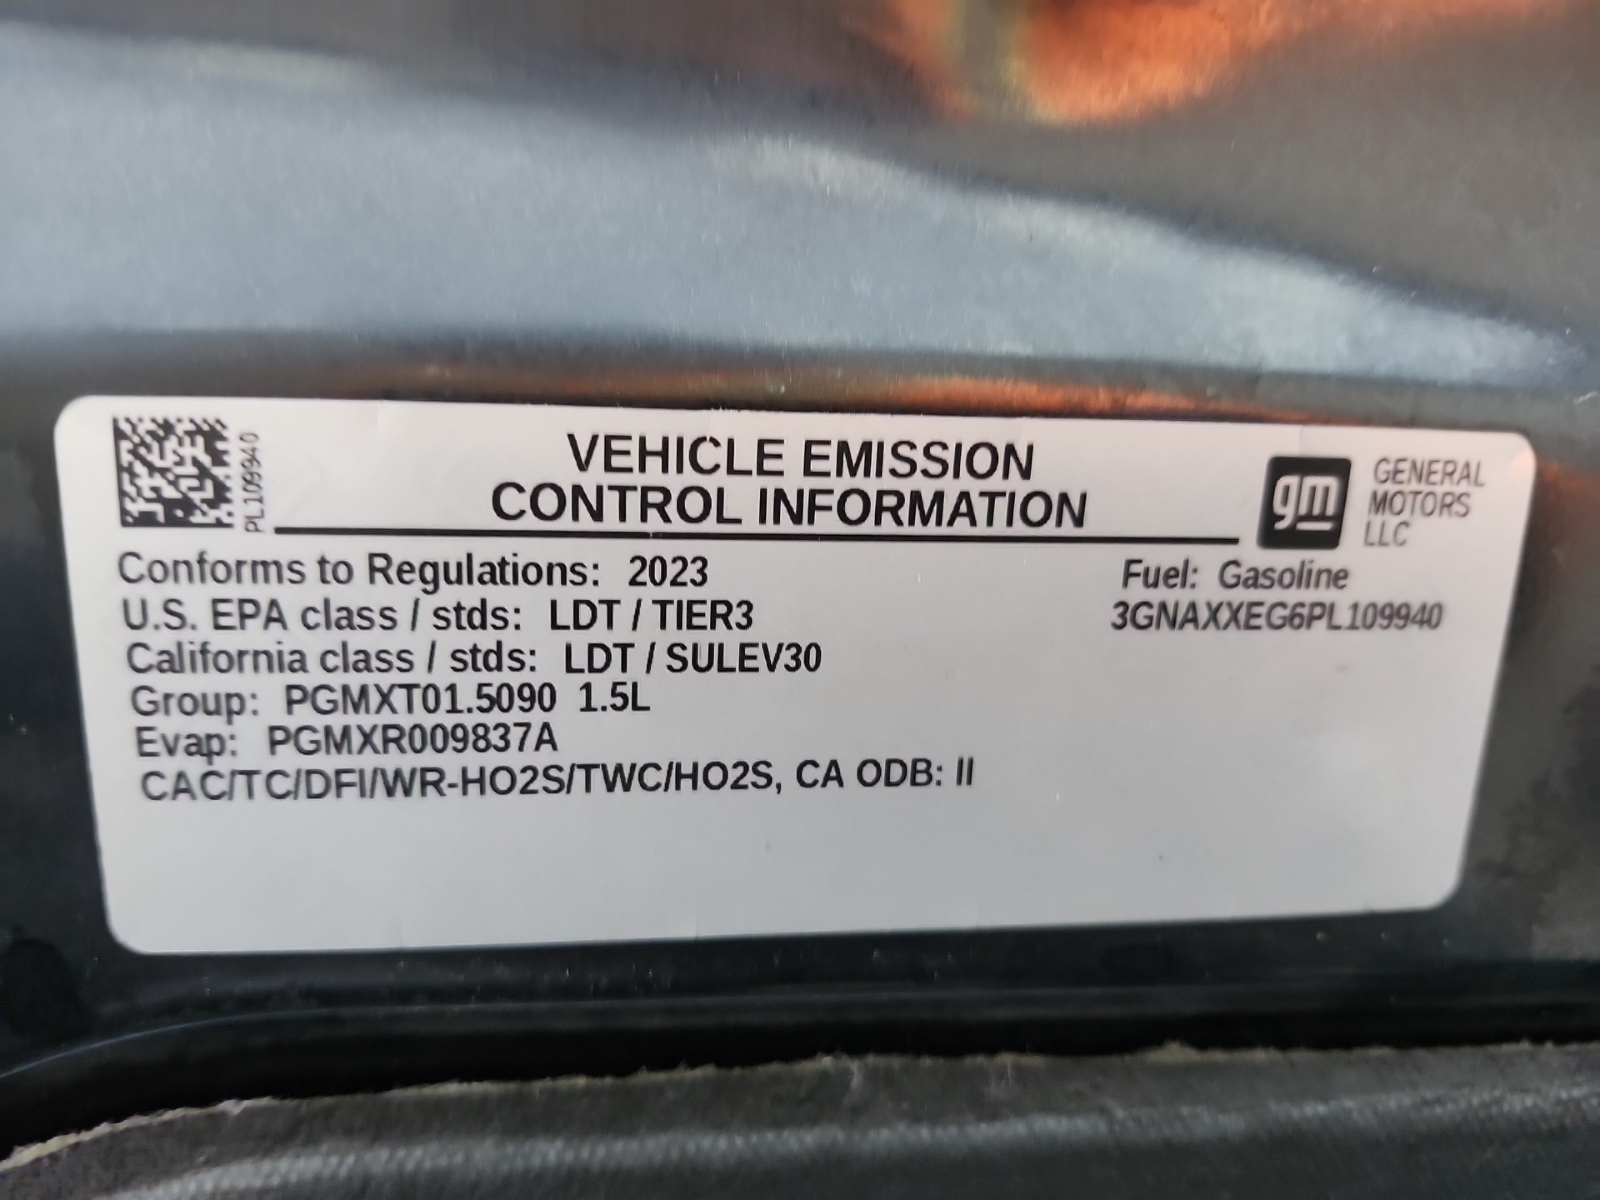 PL109940
VEHICLE EMISSION
CONTROL INFORMATION
gm
GENERAL
MOTORS
LLC
Conforms to Regulations: 2023
Fuel: Gasoline
U.S. EPA class / stds: LDT / TIER3
3GNAXXEG6PL109940
California class / stds: LDT / SULEV30
Group: PGMXT01.5090 1.5L
Evap: PGMXR009837A
CAC/TC/DFI/WR-HO2S/TWC/HO2S, CA ODB: II